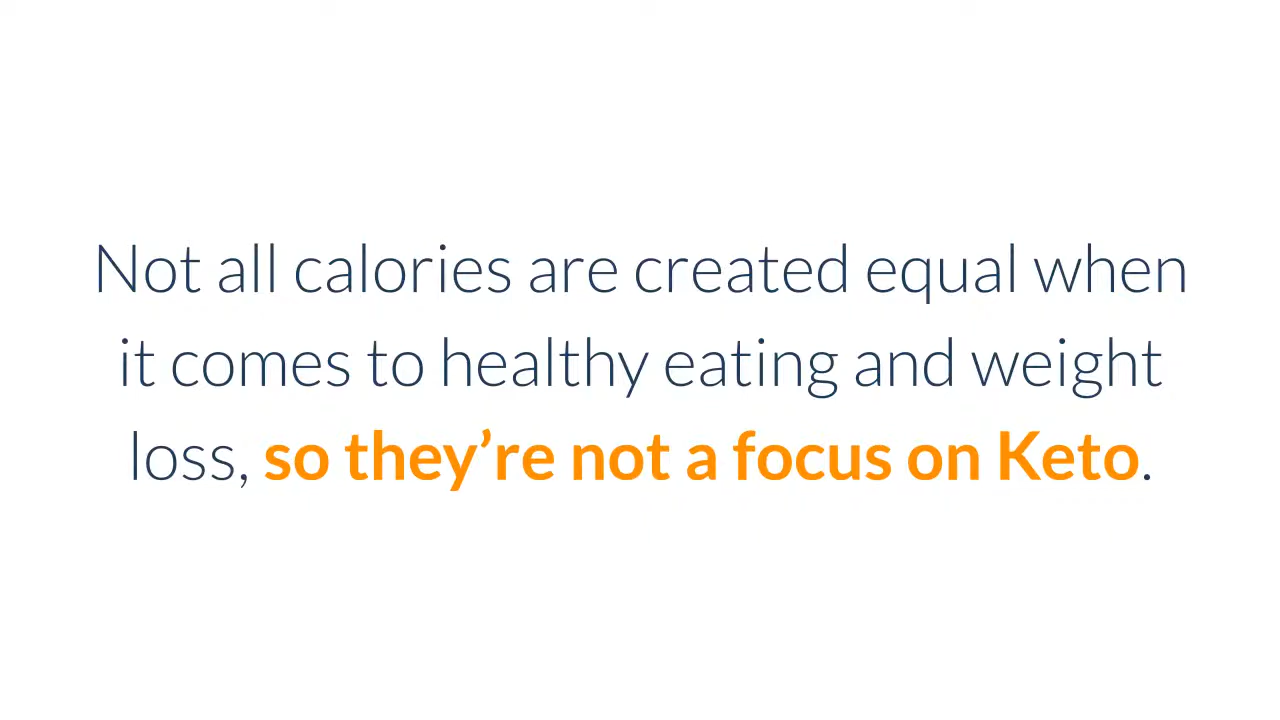 Not all calories are created equal when
it comes to healthy eating and weight
loss, so they’re not a focus on Keto.